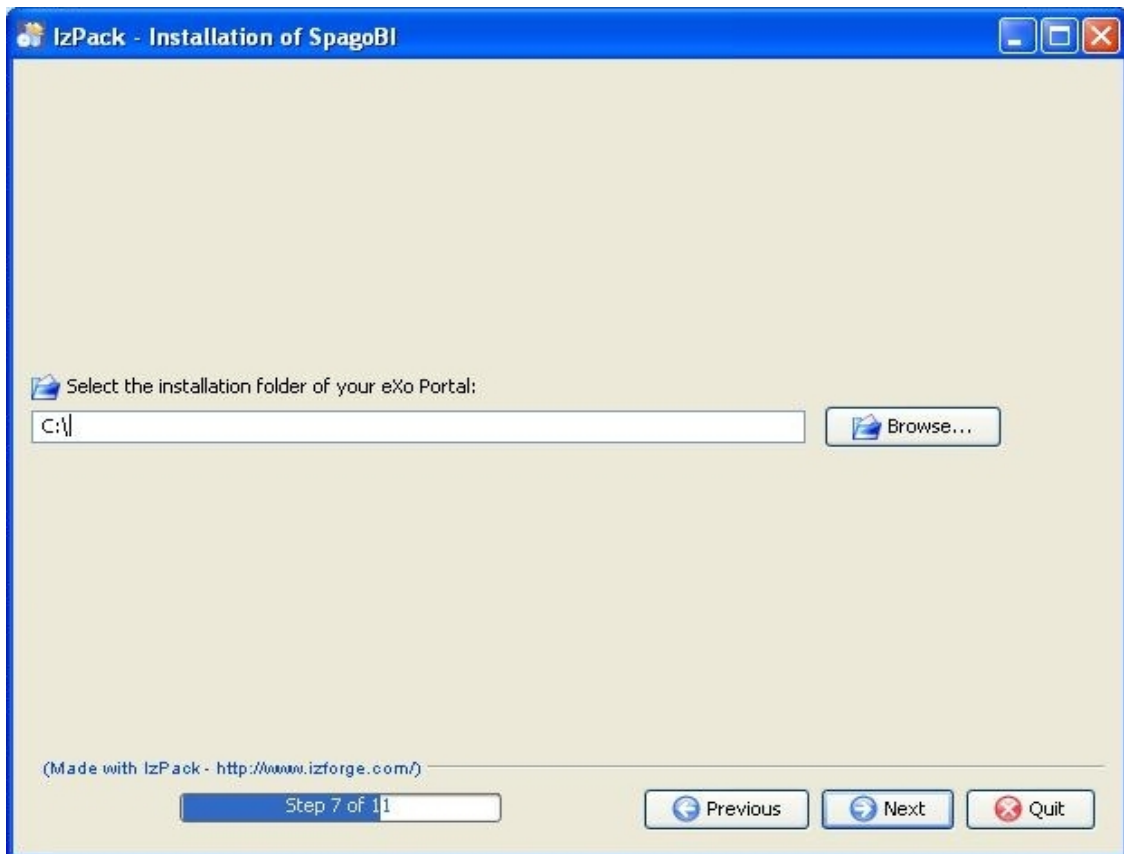 IzPack - Installation of SpagoBI
Select the installation folder of your eXo Portal:
C:\
Browse...
(Made with IzPack - http://www.izforge.com/)
Step 7 of 11
Previous
Next
Quit